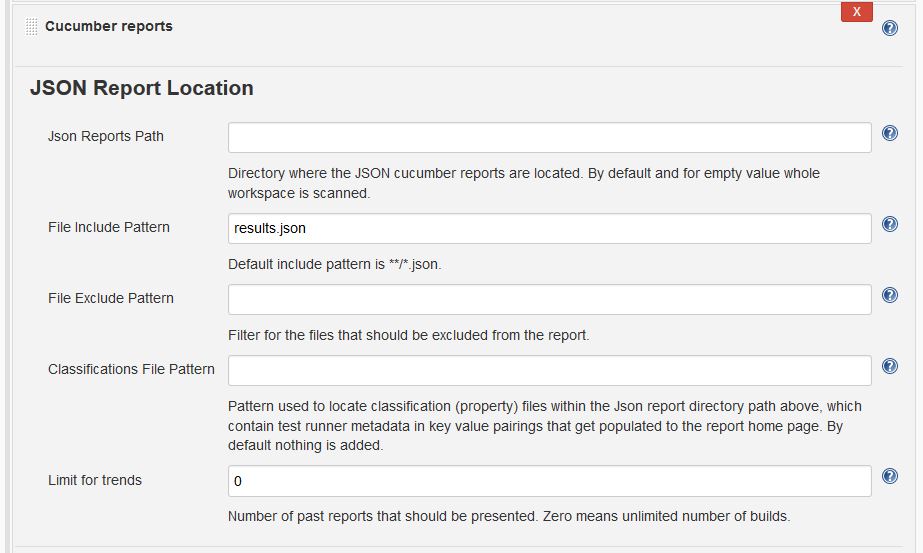 X
Cucumber reports
JSON Report Location
Json Reports Path
Directory where the JSON cucumber reports are located. By default and for empty value whole
workspace is scanned.
File Include Pattern
results.json
Default include pattern is **/*.json.
File Exclude Pattern
Filter for the files that should be excluded from the report.
Classifications File Pattern
Pattern used to locate classification (property) files within the Json report directory path above, which
contain test runner metadata in key value pairings that get populated to the report home page. By
default nothing is added.
Limit for trends
0
Number of past reports that should be presented. Zero means unlimited number of builds.